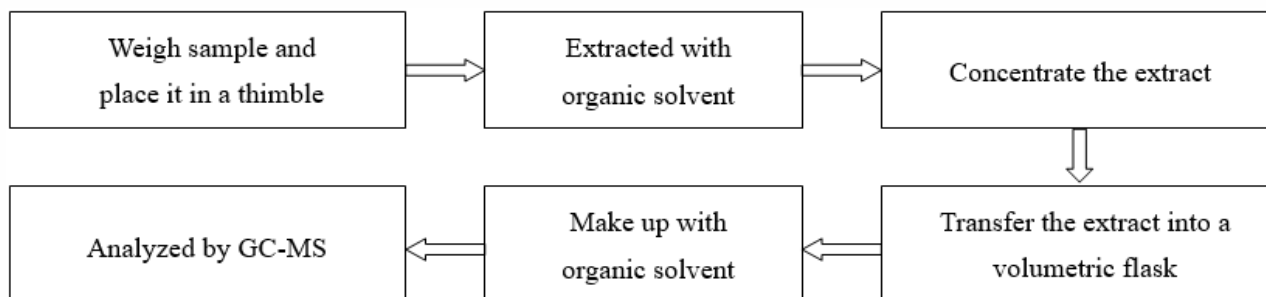 Weigh sample and
place it in a thimble
Extracted with
organic solvent
Concentrate the extract
Transfer the extract into a
volumetric flask
Make up with
organic solvent
Analyzed by GC-MS